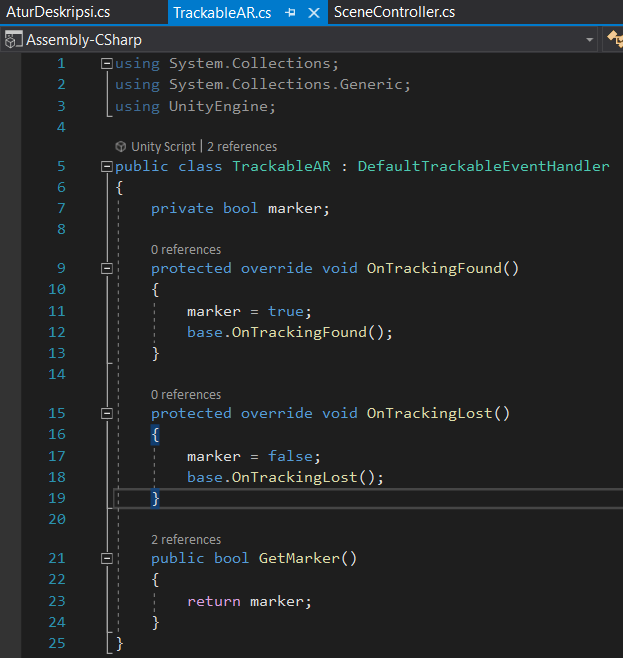 AturDeskripsi.cs TrackableAR.cs SceneController.cs
Assembly-CSharp
1 using System.Collections;
2 using System.Collections.Generic;
3 using UnityEngine;
4
Unity Script | 2 references
5 public class TrackableAR : DefaultTrackableEventHandler
6 {
7 private bool marker;
8
0 references
9 protected override void OnTrackingFound()
10 {
11 marker = true;
12 base.OnTrackingFound();
13 }
14
0 references
15 protected override void OnTrackingLost()
16 {
17 marker = false;
18 base.OnTrackingLost();
19 }
20
2 references
21 public bool GetMarker()
22 {
23 return marker;
24 }
25 }